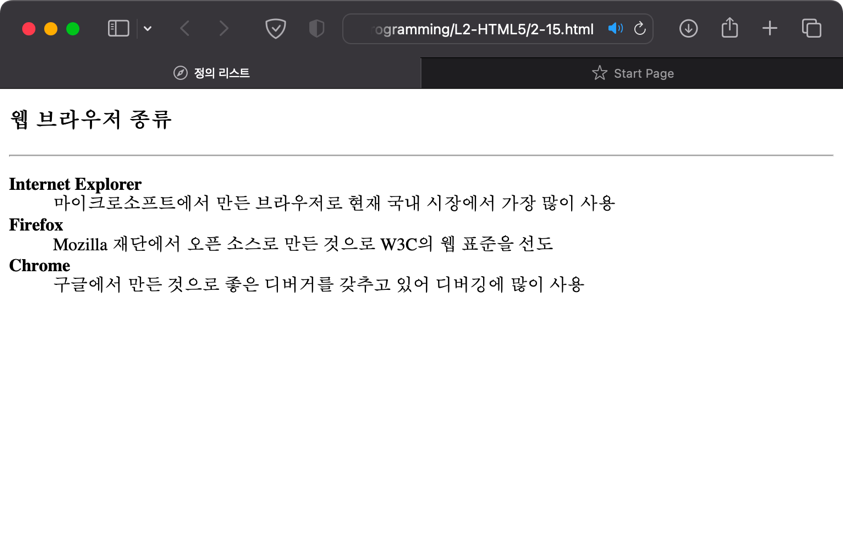 ogramming/L2-HTML5/2-15.html
정의 리스트
Start Page
웹 브라우저 종류
Internet Explorer
마이크로소프트에서 만든 브라우저로 현재 국내 시장에서 가장 많이 사용
Firefox
Mozilla 재단에서 오픈 소스로 만든 것으로 W3C의 웹 표준을 선도
Chrome
구글에서 만든 것으로 좋은 디버거를 갖추고 있어 디버깅에 많이 사용